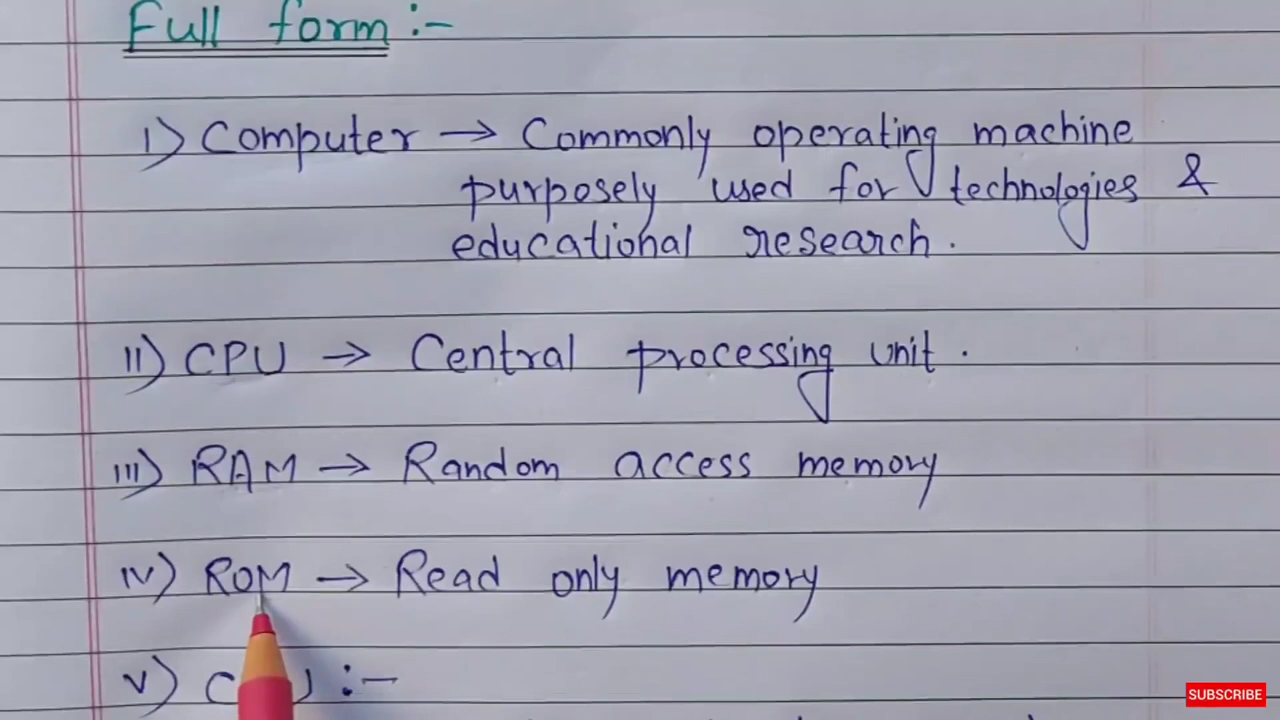 Full form :-
I) Computer → Commonly operating machine
purposely used for technologies &
educational research.
II) CPU → Central processing unit.
III) RAM → Random access memory
IV) ROM → Read only memory
V) :-
SUBSCRIBE